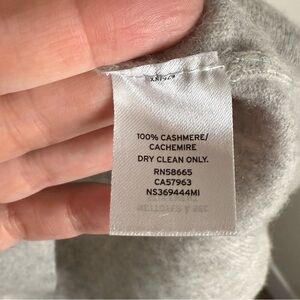 100% CASHMERE/
CACHEMIRE
DRY CLEAN ONLY.
RN58665
CA57963
NS369444MI